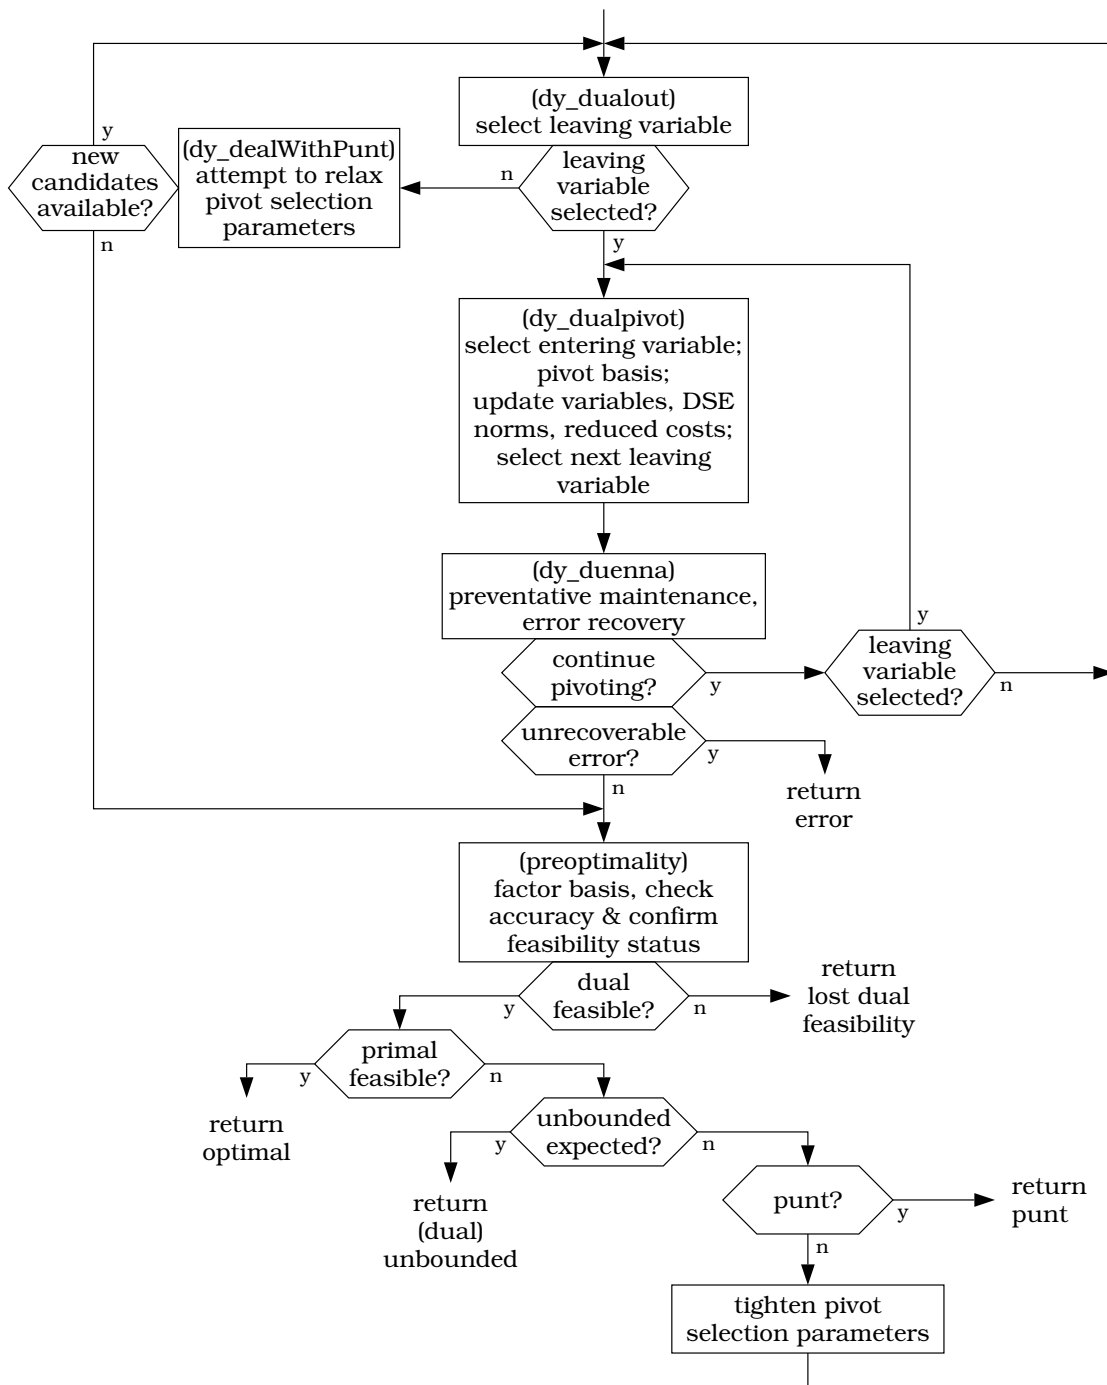 (dy_dualout)
select leaving variable
y
new
candidates
available?
n
(dy_dealWithPunt)
attempt to relax
pivot selection
parameters
n
leaving
variable
selected?
y
(dy_dualpivot)
select entering variable;
pivot basis;
update variables, DSE
norms, reduced costs;
select next leaving
variable
(dy_duenna)
preventative maintenance,
error recovery
continue
pivoting?
y
y
leaving
variable
selected?
n
unrecoverable
error?
y
n
return
error
(preoptimality)
factor basis, check
accuracy & confirm
feasibility status
dual
feasible?
y
n
return
lost dual
feasibility
primal
feasible?
y
n
return
optimal
unbounded
expected?
y
n
return
(dual)
unbounded
punt?
y
return
punt
n
tighten pivot
selection parameters